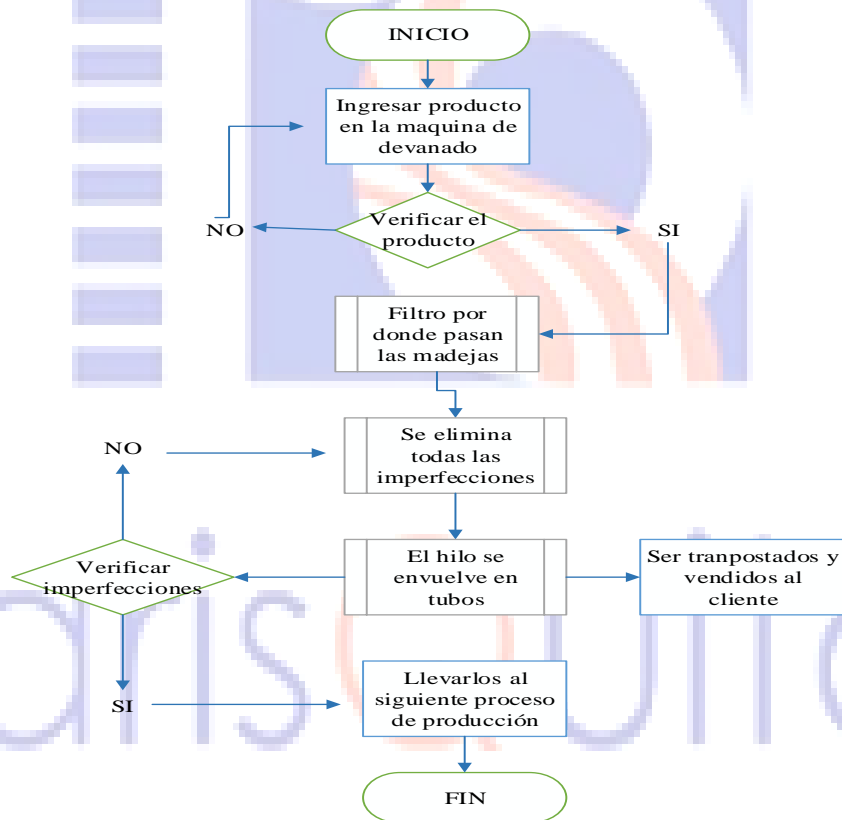 INICIO
Ingresar producto
en la maquina de
devanado
Verificar el
producto
NO
SI
Filtro por
donde pasan
las madejas
Se elimina
todas las
imperfecciones
NO
El hilo se
envuelve en
tubos
Ser tranpostados y
vendidos al
cliente
Verificar
imperfecciones
SI
Llevarlos al
siguiente proceso
de producción
FIN